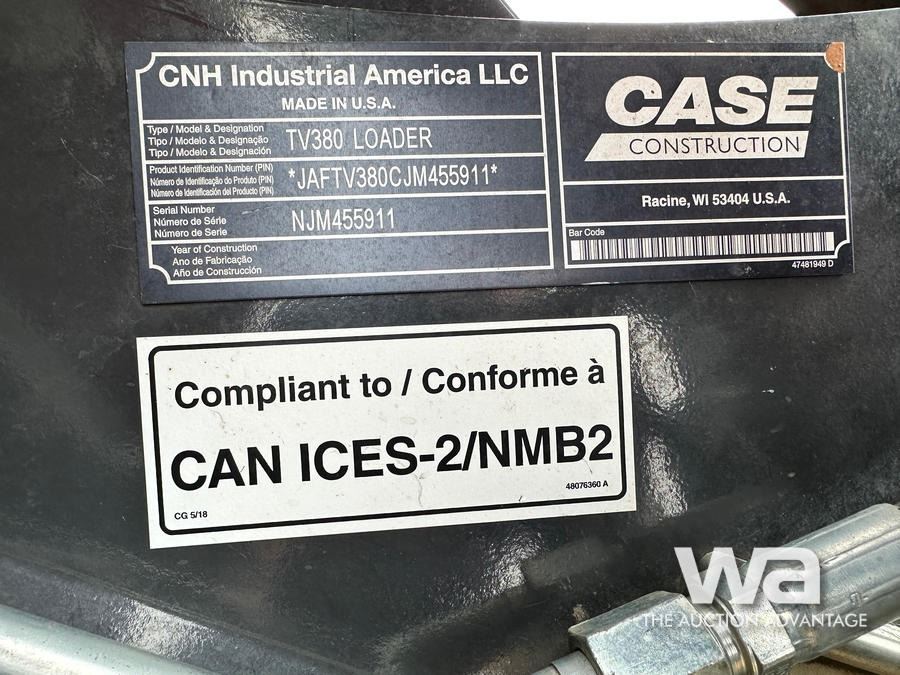 CNH Industrial America LLC
MADE IN U.S.A.
Type / Model & Designation
Tipo / Modelo & Designação
Tipo / Modelo & Designación
TV380 LOADER
Product Identification Number (PIN)
Número de Identificação do Produto (PIN)
Número de Identificación del Producto (PIN)
*JAFTV380CJM455911*
Serial Number
Número de Série
Número de Serie
NJM455911
Year of Construction
Ano de Fabricação
Año de Construcción
CASE
CONSTRUCTION
Racine, WI 53404 U.S.A.
Bar Code
47481949 D
Compliant to / Conforme à
CAN ICES-2/NMB2
48076360 A
CG 5/18
wa
THE AUCTION ADVANTAGE